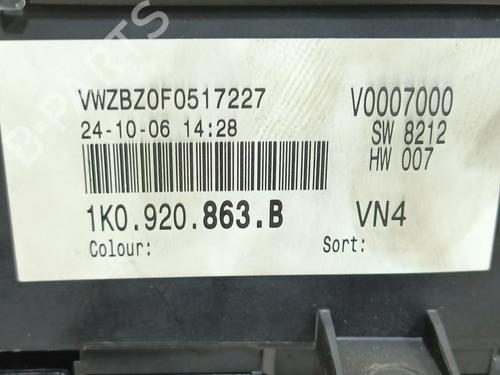 VWZBZ0F0517227 V0007000
24-10-06 14:28 SW 8212
HW 007
1K0.920.863.B VN4
Colour: Sort:
B-PARTS